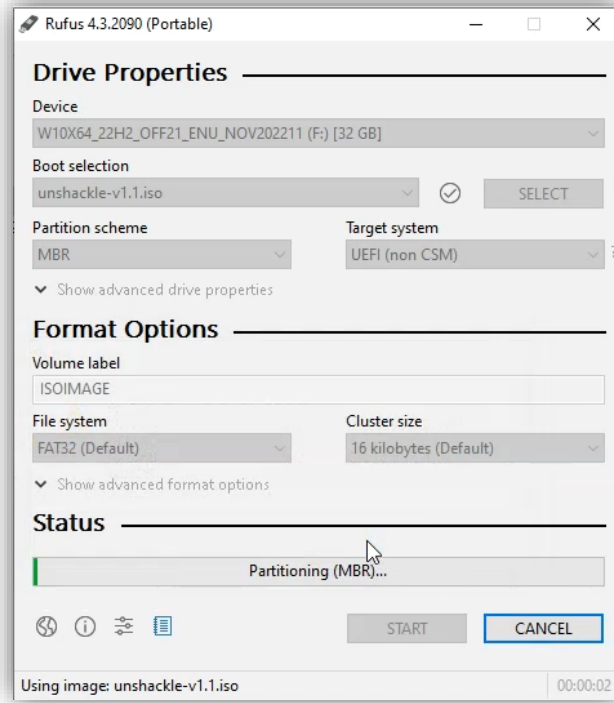 Rufus 4.3.2090 (Portable)
Drive Properties
Device
W10X64_22H2_OFF21_ENU_NOV202211 (F:) [32 GB]
Boot selection
unshackle-v1.1.iso
SELECT
Partition scheme Target system
MBR UEFI (non CSM)
Show advanced drive properties
Format Options
Volume label
ISOIMAGE
File system Cluster size
FAT32 (Default) 16 kilobytes (Default)
Show advanced format options
Status
Partitioning (MBR)...
START CANCEL
Using image: unshackle-v1.1.iso 00:00:02